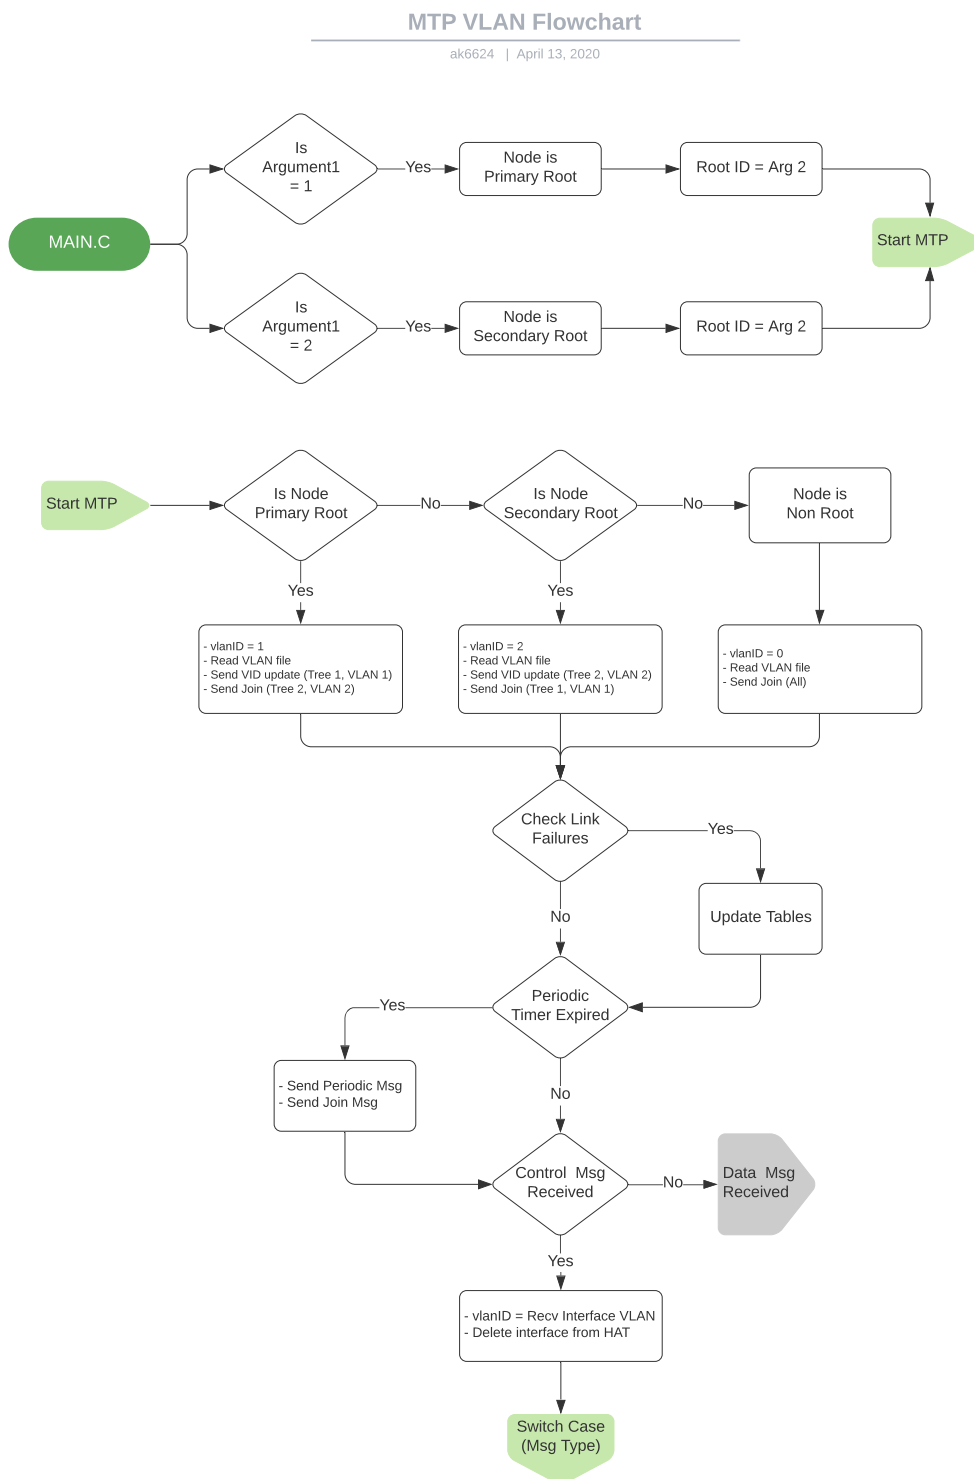 MTP VLAN Flowchart
ak6624 | April 13, 2020
MAIN.C
Is
Argument1
= 1
Yes
Node is
Primary Root
Root ID = Arg 2
Start MTP
Is
Argument1
= 2
Yes
Node is
Secondary Root
Root ID = Arg 2
Start MTP
Is Node
Primary Root
No
Is Node
Secondary Root
No
Node is
Non Root
Yes
Yes
- vlanID = 1
- Read VLAN file
- Send VID update (Tree 1, VLAN 1)
- Send Join (Tree 2, VLAN 2)
- vlanID = 2
- Read VLAN file
- Send VID update (Tree 2, VLAN 2)
- Send Join (Tree 1, VLAN 1)
- vlanID = 0
- Read VLAN file
- Send Join (All)
Check Link
Failures
Yes
No
Update Tables
Periodic
Timer Expired
Yes
- Send Periodic Msg
- Send Join Msg
No
Control Msg
Received
No
Data Msg
Received
Yes
- vlanID = Recv Interface VLAN
- Delete interface from HAT
Switch Case
(Msg Type)